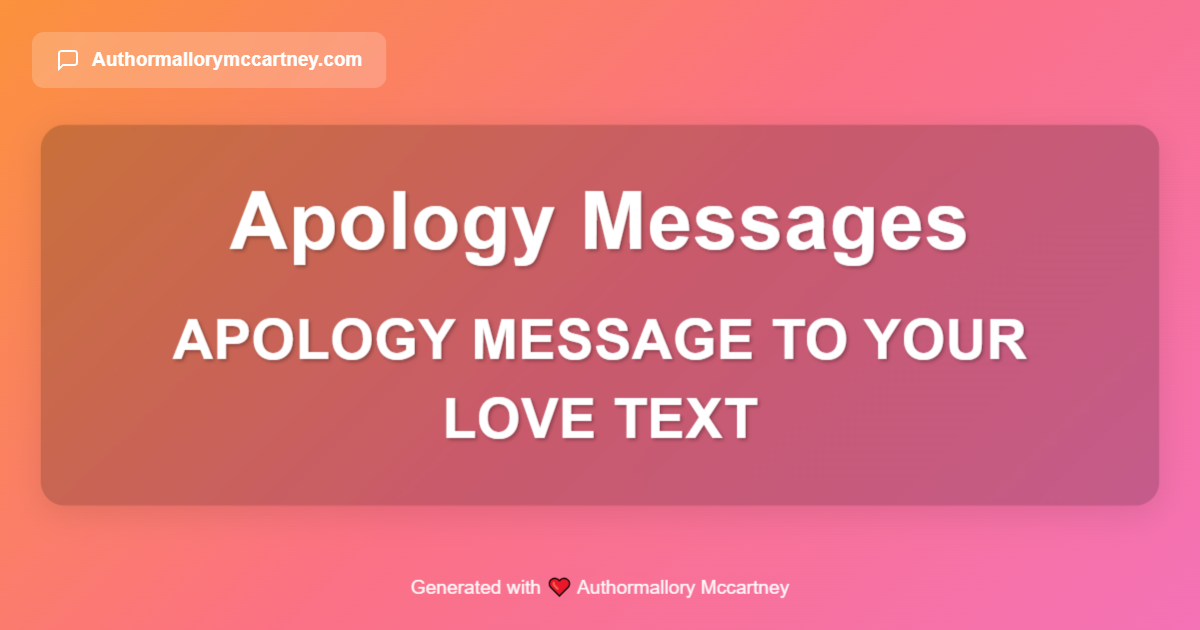 Authormallorymccartney.com
Apology Messages
APOLOGY MESSAGE TO YOUR
LOVE TEXT
Generated with ❤️ Authormallory Mccartney